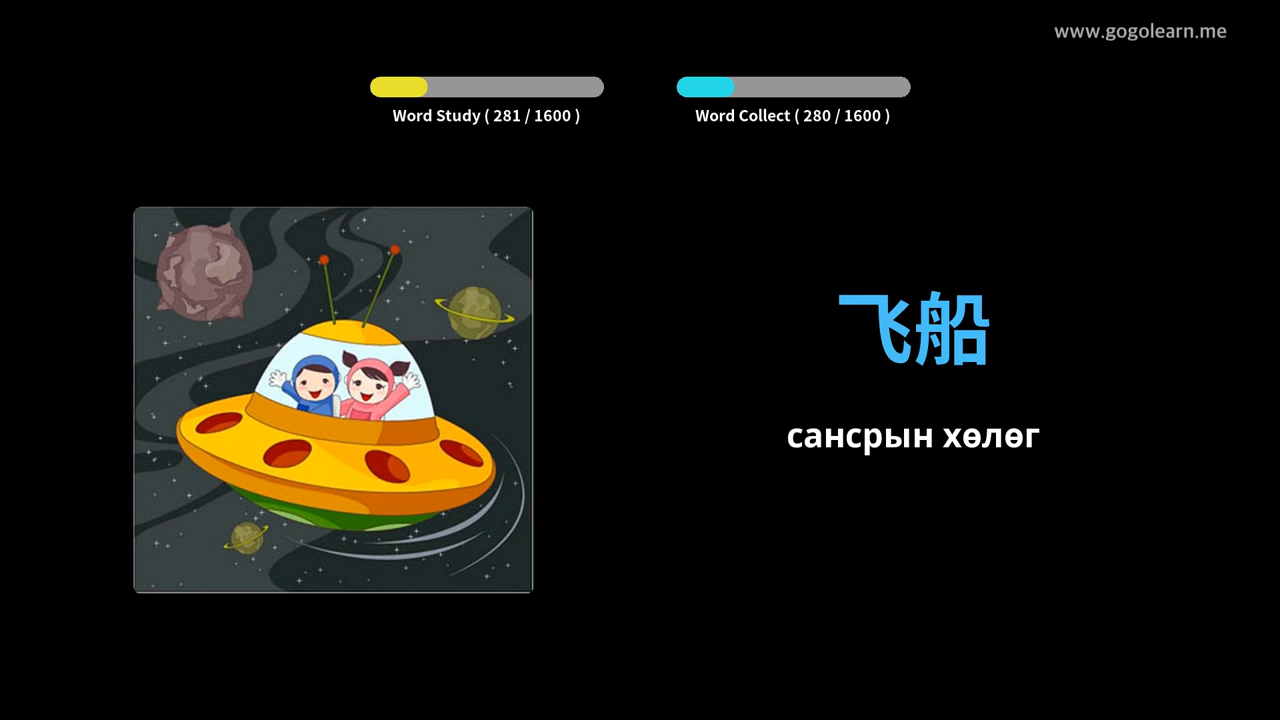 www.gogolearn.me
Word Study ( 281 / 1600 )
Word Collect ( 280 / 1600 )
飞船
сансрын хөлөг